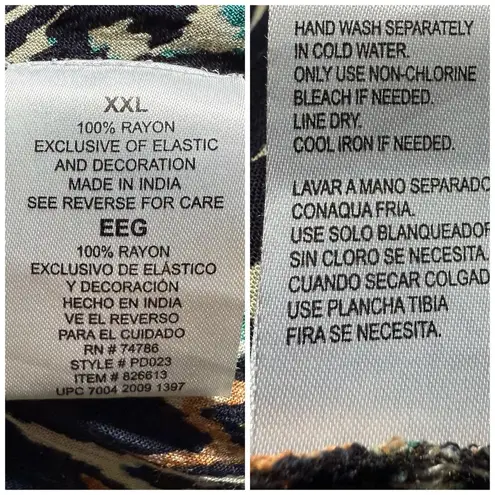 XXL
100% RAYON
EXCLUSIVE OF ELASTIC
AND DECORATION
MADE IN INDIA
SEE REVERSE FOR CARE
EEG
100% RAYON
EXCLUSIVO DE ELÁSTICO
Y DECORACIÓN
HECHO EN INDIA
VE EL REVERSO
PARA EL CUIDADO
RN # 74786
STYLE # PD023
ITEM # 826613
UPC 7004 2009 1397
HAND WASH SEPARATELY
IN COLD WATER.
ONLY USE NON-CHLORINE
BLEACH IF NEEDED.
LINE DRY.
COOL IRON IF NEEDED.
LAVAR A MANO SEPARADO
CONAQUA FRIA.
USE SOLO BLANQUEADOR
SIN CLORO SE NECESITA.
CUANDO SECAR COLGAD
USE PLANCHA TIBIA
FIRA SE NECESITA.